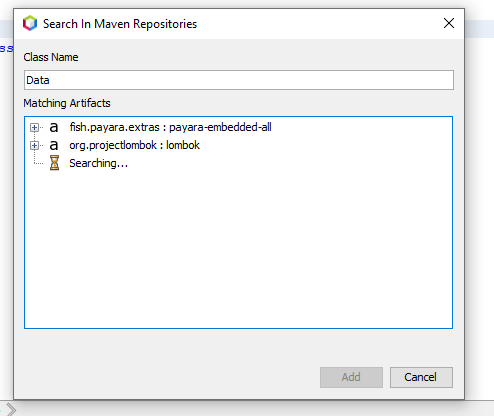 Search In Maven Repositories
Class Name
Data
Matching Artifacts
a fish.payara.extras : payara-embedded-all
a org.projectlombok : lombok
Searching...
Add Cancel